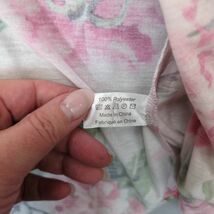 100% Polyester
Made in China
Fabriqué en Chine